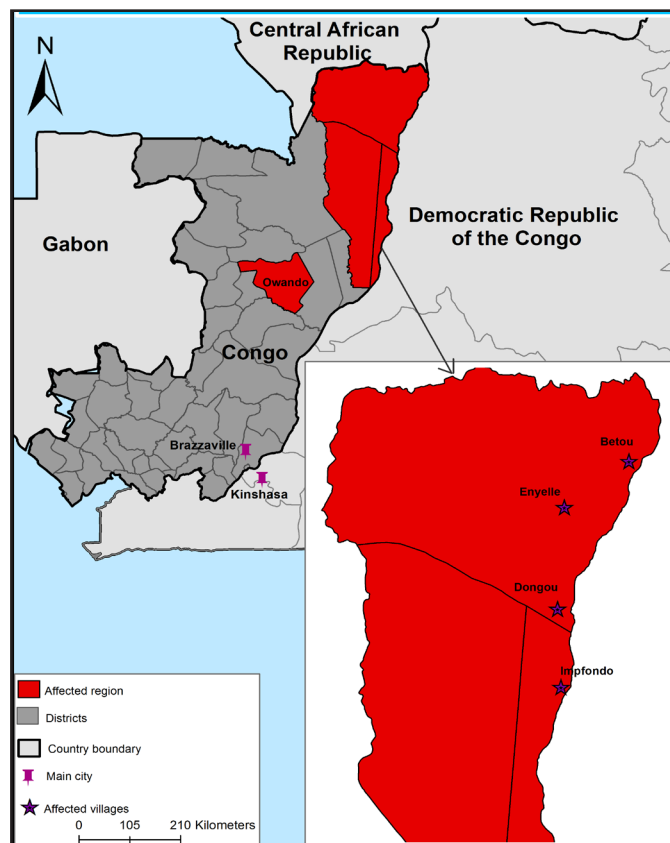 Central African
Republic
N
Democratic Republic
of the Congo
Gabon
Owando
Congo
Brazzaville
Kinshasa
Betou
Enyelle
Dongou
Impfondo
Affected region
Districts
Country boundary
Main city
Affected villages
0 105 210 Kilometers